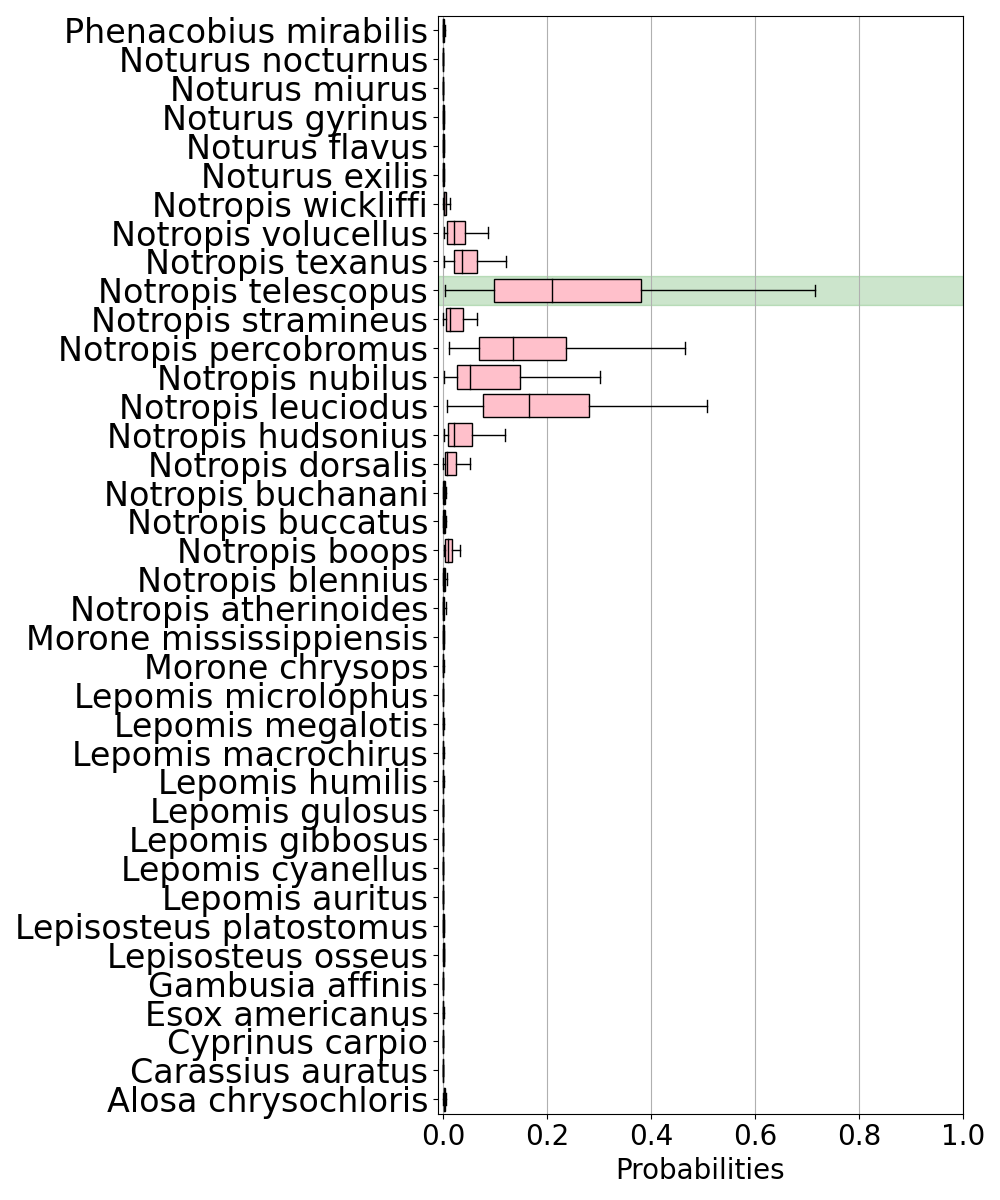 Phenacobius mirabilis
Noturus nocturnus
Noturus miurus
Noturus gyrinus
Noturus flavus
Noturus exilis
Notropis wickliffi
Notropis volucellus
Notropis texanus
Notropis telescopus
Notropis stramineus
Notropis percobromus
Notropis nubilus
Notropis leuciodus
Notropis hudsonius
Notropis dorsalis
Notropis buchanani
Notropis buccatus
Notropis boops
Notropis blennius
Notropis atherinoides
Morone mississippiensis
Morone chrysops
Lepomis microlophus
Lepomis megalotis
Lepomis macrochirus
Lepomis humilis
Lepomis gulosus
Lepomis gibbosus
Lepomis cyanellus
Lepomis auritus
Lepisosteus platostomus
Lepisosteus osseus
Gambusia affinis
Esox americanus
Cyprinus carpio
Carassius auratus
Alosa chrysochloris
0.0 0.2 0.4 0.6 0.8 1.0
Probabilities